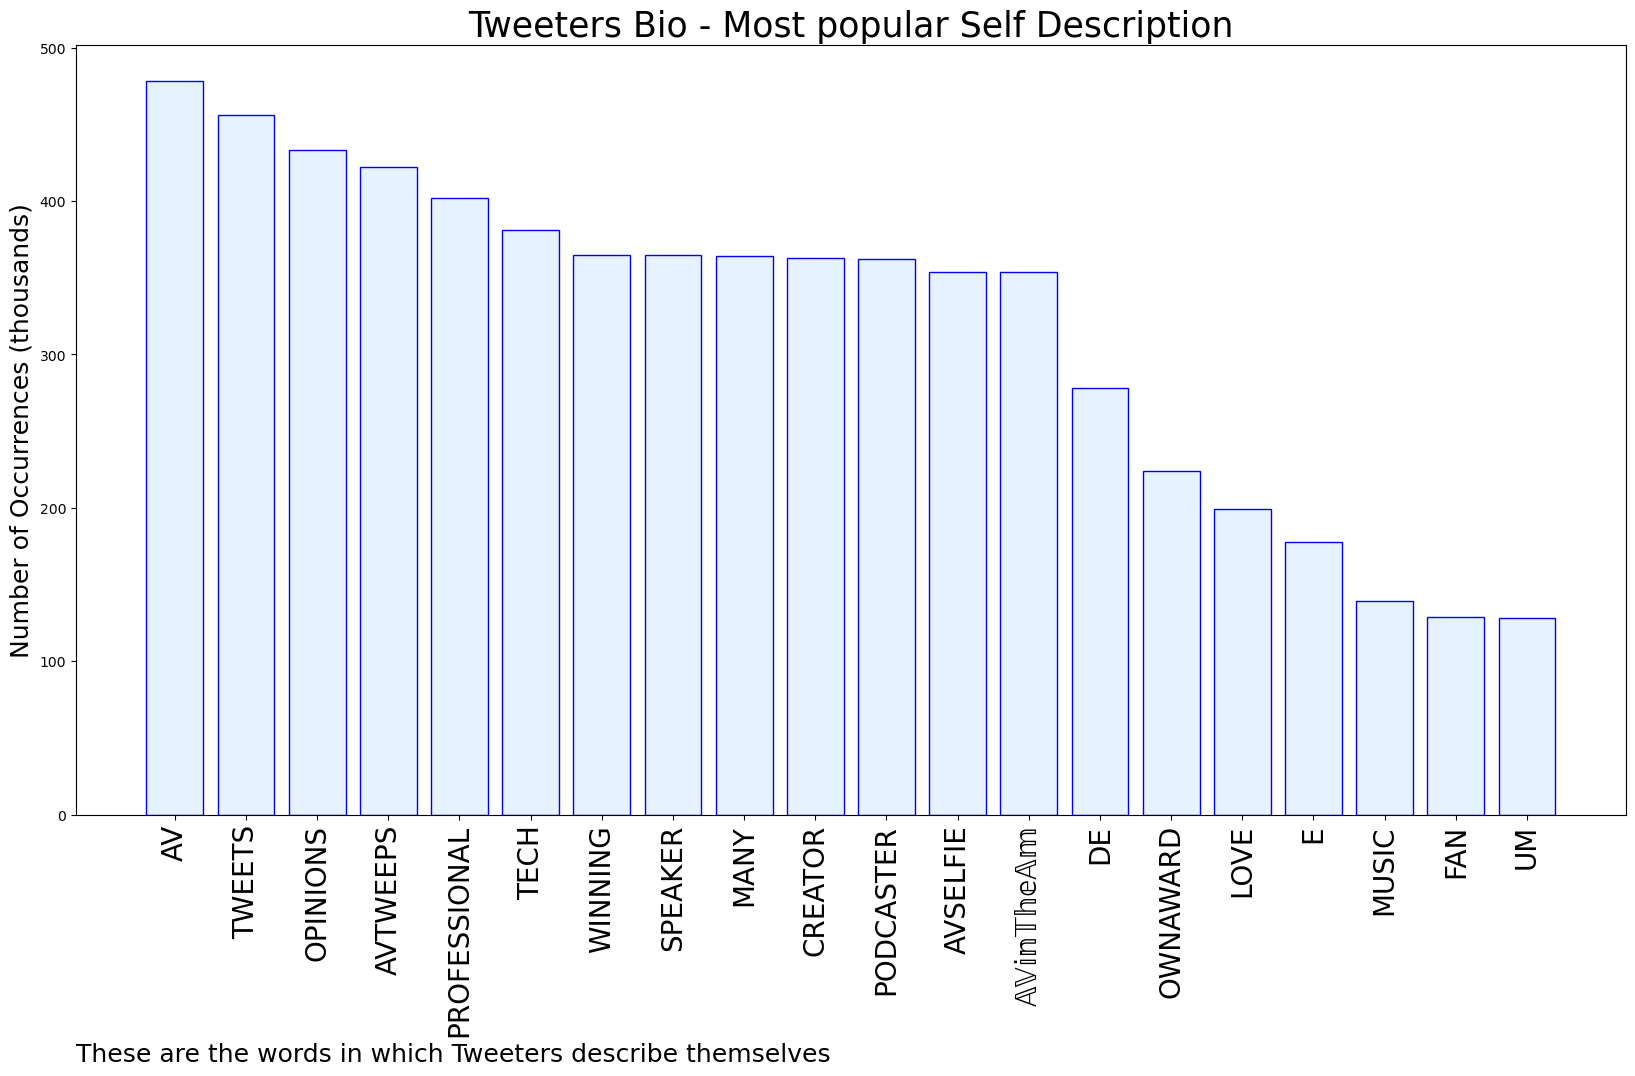 Tweeters Bio - Most popular Self Description
Number of Occurrences (thousands)
500
400
300
200
100
0
AV
TWEETS
OPINIONS
AVTWEEPS
PROFESSIONAL
TECH
WINNING
SPEAKER
MANY
CREATOR
PODCASTER
AVSELFIE
𝔸𝕍𝕚𝕟𝕋𝕙𝕖𝔸𝕞
DE
OWNAWARD
LOVE
E
MUSIC
FAN
UM
These are the words in which Tweeters describe themselves